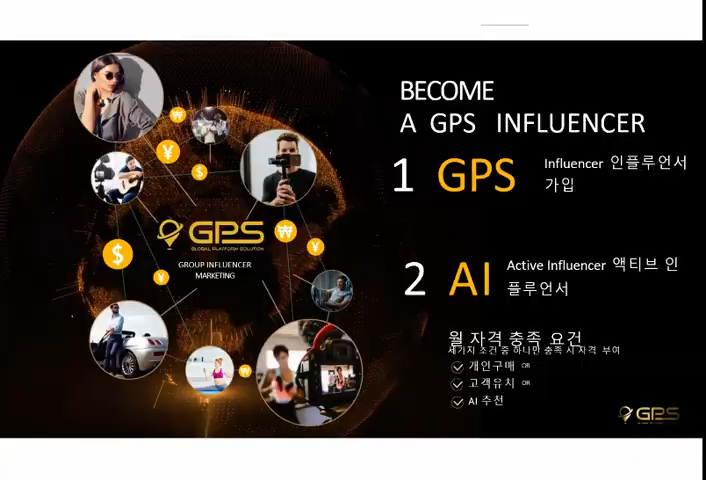 BECOME
A GPS INFLUENCER
1 GPS Influencer 인플루언서
가입
GPS
GLOBAL PLATFORM SOLUTION
GROUP INFLUENCER
MARKETING
2 AI Active Influencer 액티브 인
플루언서
월 자격 충족 요건
세가지 조건 중 하나만 충족 시 자격 부여
개인구매 OR
고객유치 OR
AI 추천
GPS